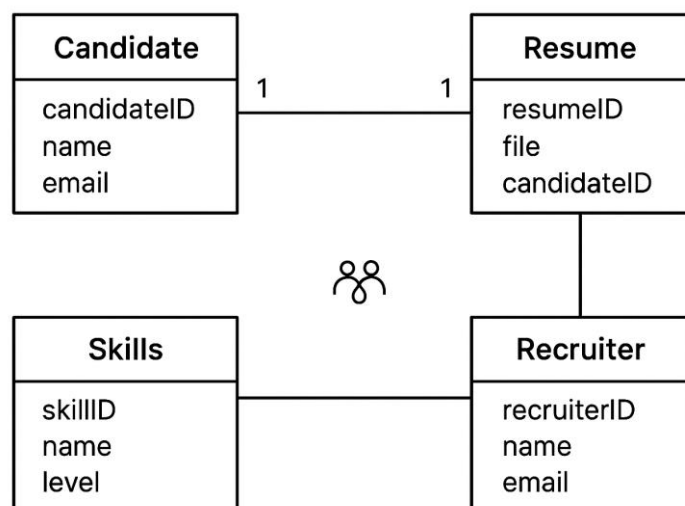 Candidate
candidateID
name
email
1
1
Resume
resumeID
file
candidateID
Skills
skillID
name
level
Recruiter
recruiterID
name
email